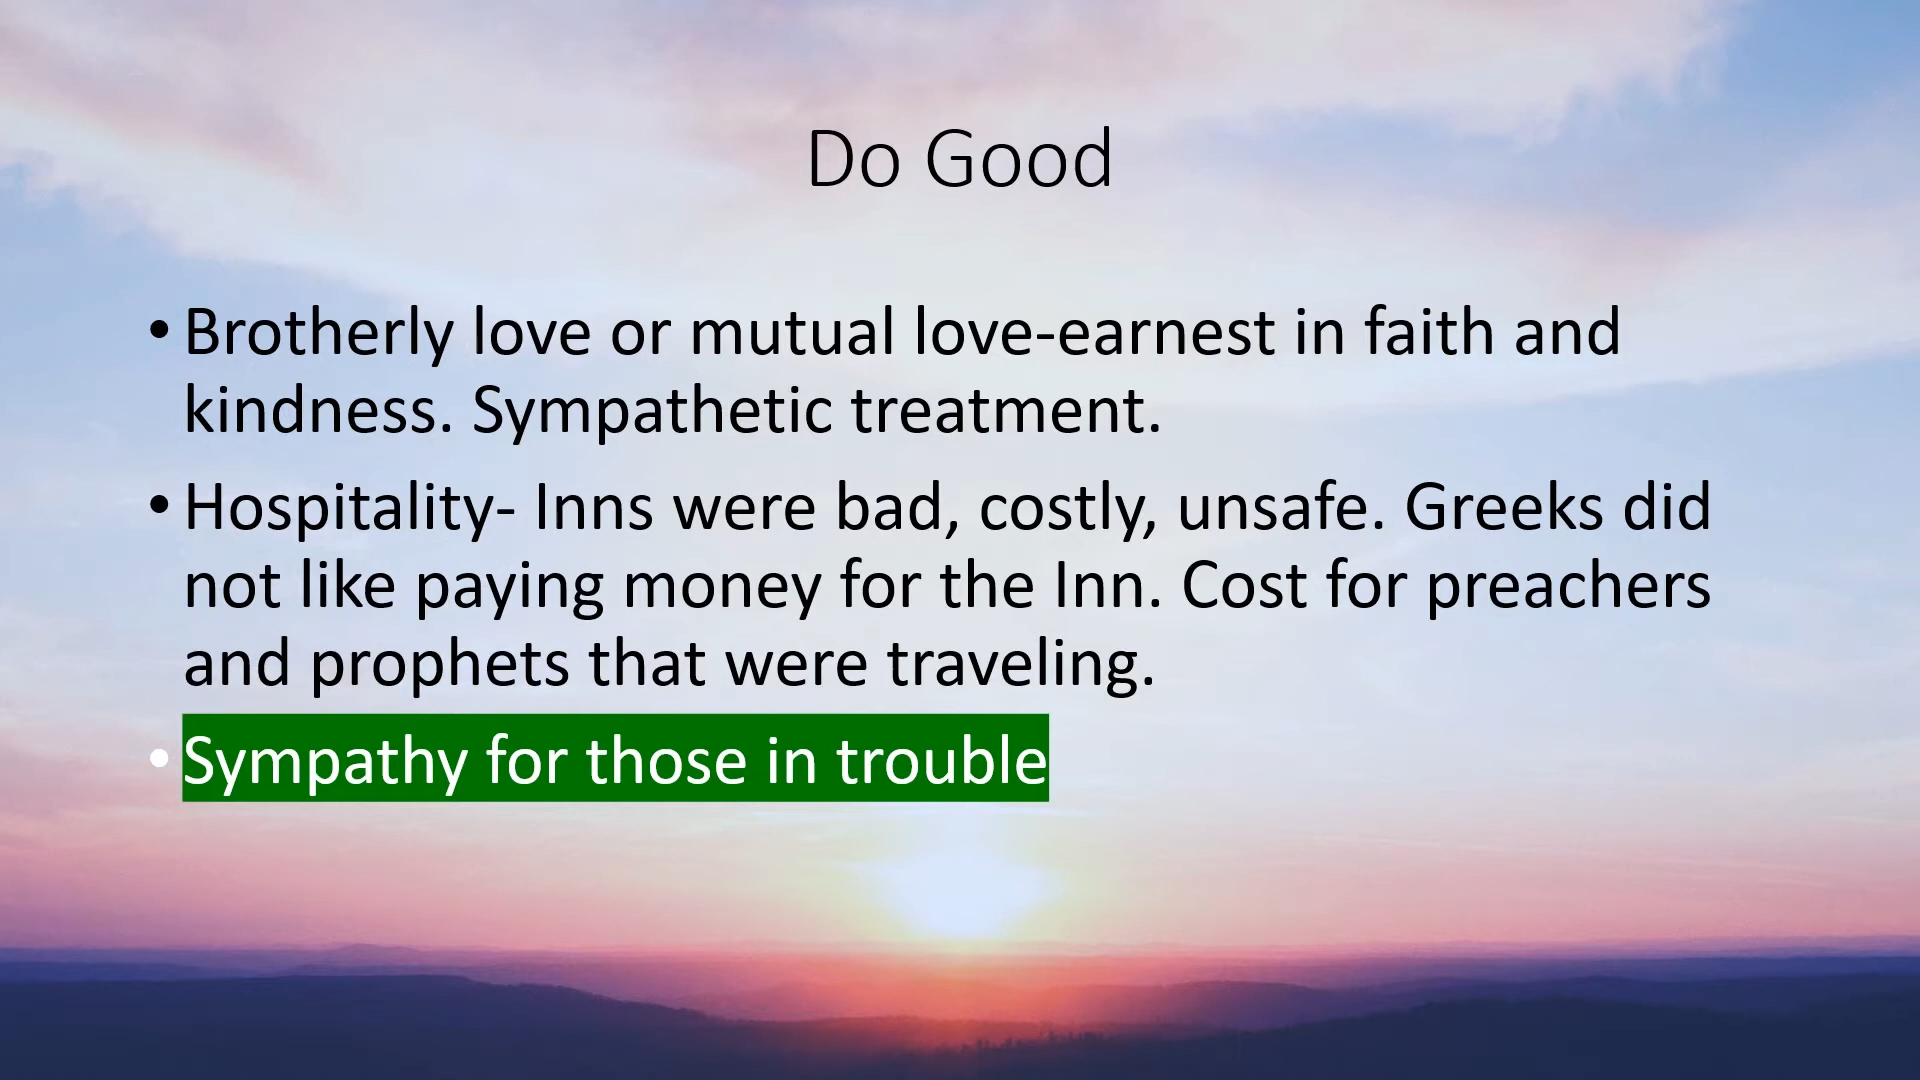 Do Good
• Brotherly love or mutual love-earnest in faith and
kindness. Sympathetic treatment.
• Hospitality- Inns were bad, costly, unsafe. Greeks did
not like paying money for the Inn. Cost for preachers
and prophets that were traveling.
• Sympathy for those in trouble